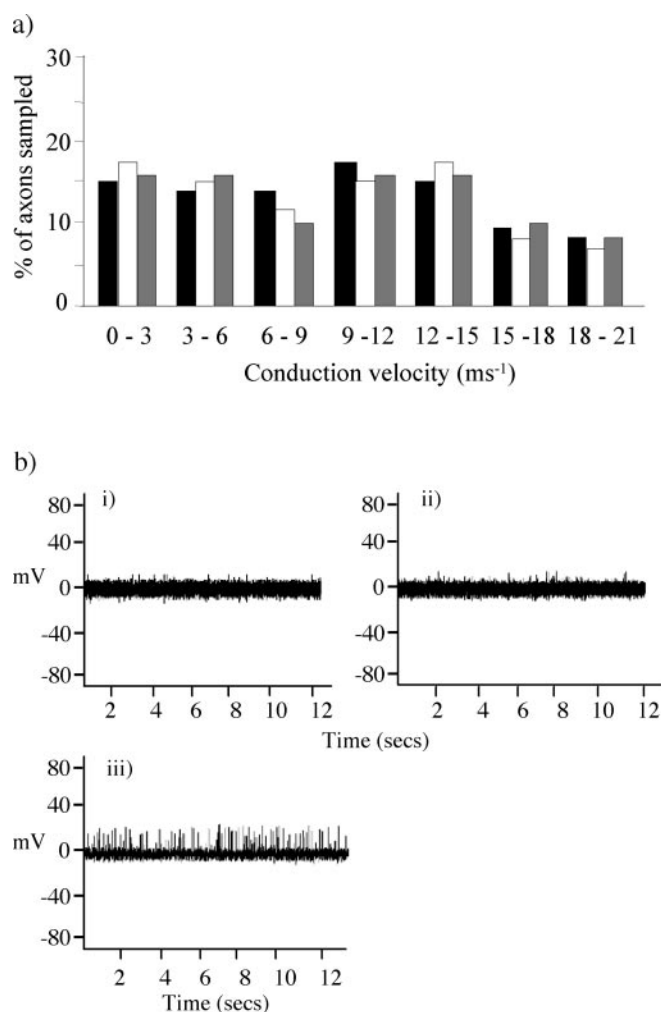 a)
% of axons sampled
30
20
10
0
0 - 3 3 - 6 6 - 9 9 -12 12 -15 15 -18 18 - 21
Conduction velocity (ms-1)
b)
i)
80
40
mV
0
-40
-80
2 4 6 8 10 12
ii)
80
40
0
-40
-80
2 4 6 8 10 12
Time (secs)
iii)
80
40
mV
0
-40
-80
2 4 6 8 10 12
Time (secs)